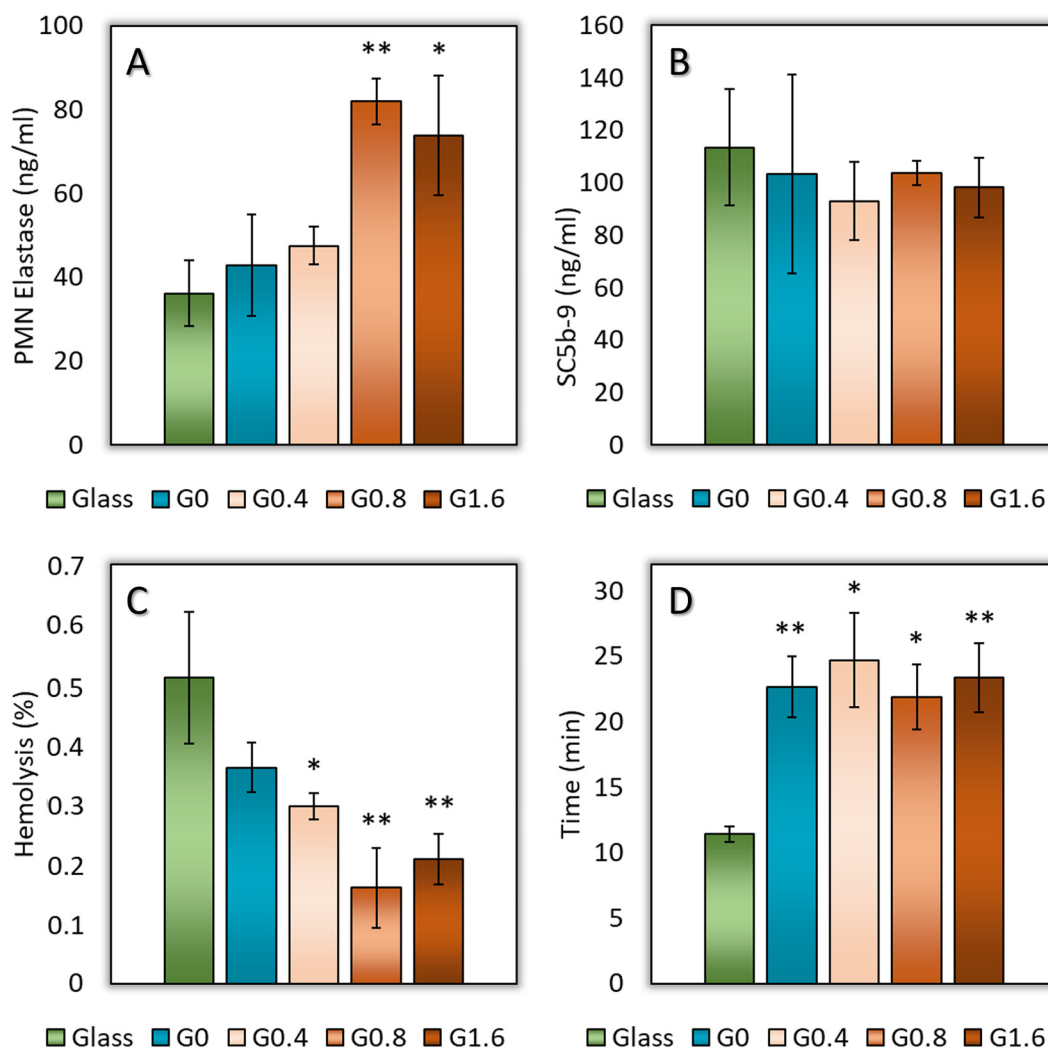 A
PMN Elastase (ng/ml)
100
80
60
40
20
0
** *
Glass G0 G0.4 G0.8 G1.6
B
SC5b-9 (ng/ml)
160
140
120
100
80
60
40
20
0
Glass G0 G0.4 G0.8 G1.6
C
Hemolysis (%)
0.7
0.6
0.5
0.4
0.3
0.2
0.1
0
* ** **
Glass G0 G0.4 G0.8 G1.6
D
Time (min)
30
25
20
15
10
5
0
** * * **
Glass G0 G0.4 G0.8 G1.6